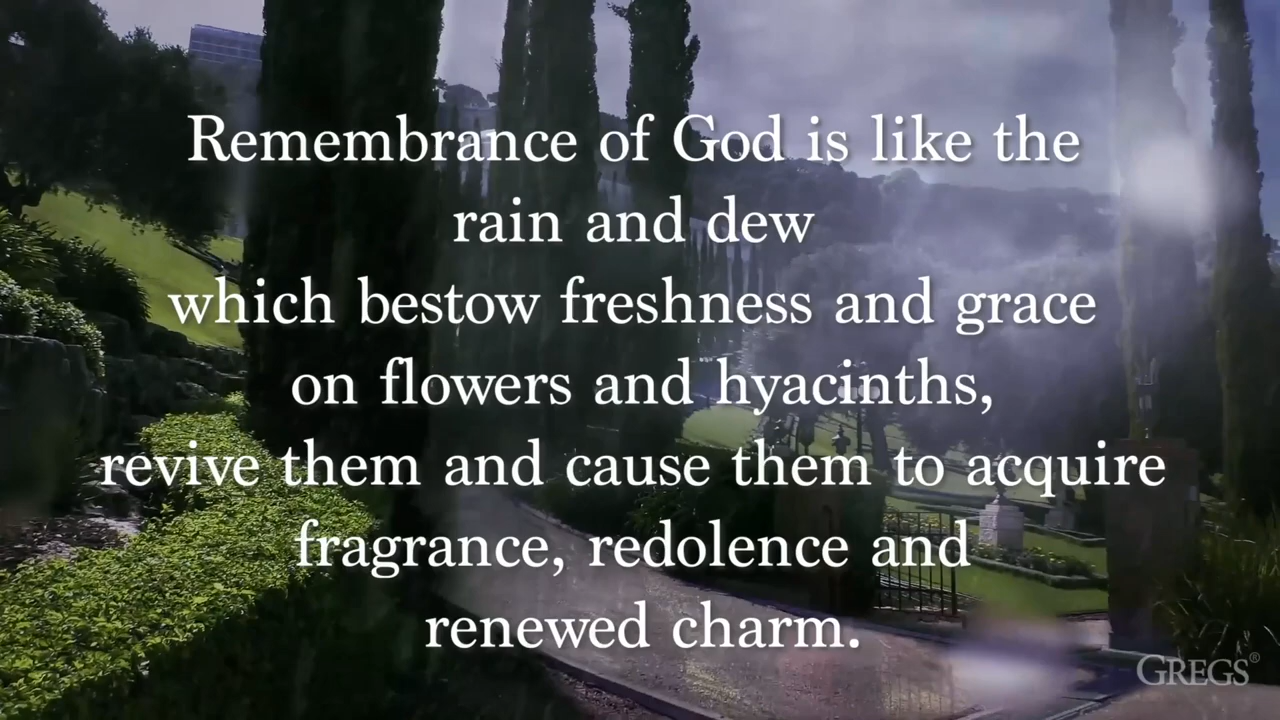 Remembrance of God is like the
rain and dew
which bestow freshness and grace
on flowers and hyacinths,
revive them and cause them to acquire
fragrance, redolence and
renewed charm.
GREGS®